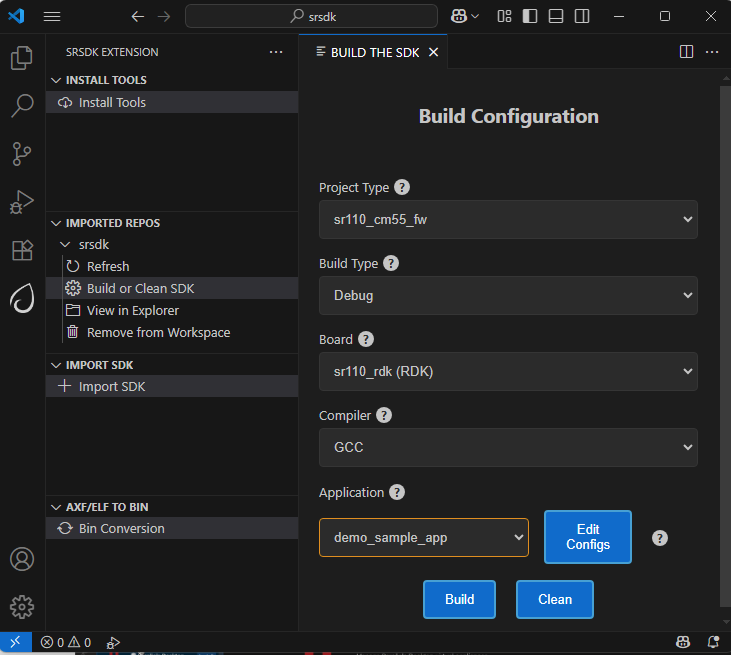 srsdk
SRSDK EXTENSION
INSTALL TOOLS
Install Tools
IMPORTED REPOS
srsdk
Refresh
Build or Clean SDK
View in Explorer
Remove from Workspace
IMPORT SDK
Import SDK
AXF/ELF TO BIN
Bin Conversion
BUILD THE SDK
Build Configuration
Project Type ?
sr110_cm55_fw
Build Type ?
Debug
Board ?
sr110_rdk (RDK)
Compiler ?
GCC
Application ?
demo_sample_app
Edit
Configs
?
Build
Clean
0 0